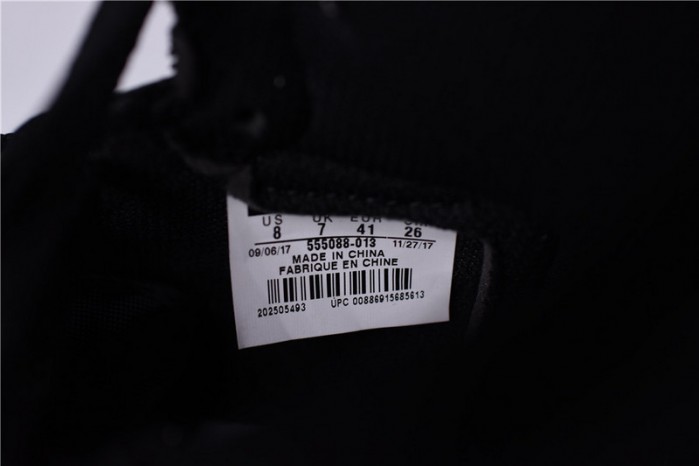 US UK EUR
8 7 41 26
09/06/17 555088-013 11/27/17
MADE IN CHINA
FABRIQUE EN CHINE
202505493 UPC 00886915685613